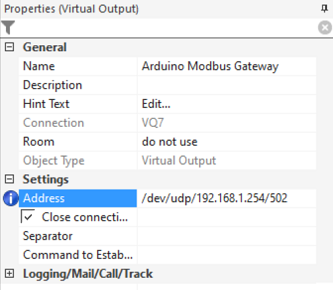 Properties (Virtual Output)
General
Name Arduino Modbus Gateway
Description
Hint Text Edit...
Connection VQ7
Room do not use
Object Type Virtual Output
Settings
Address /dev/udp/192.168.1.254/502
Close connecti...
Separator
Command to Estab...
Logging/Mail/Call/Track